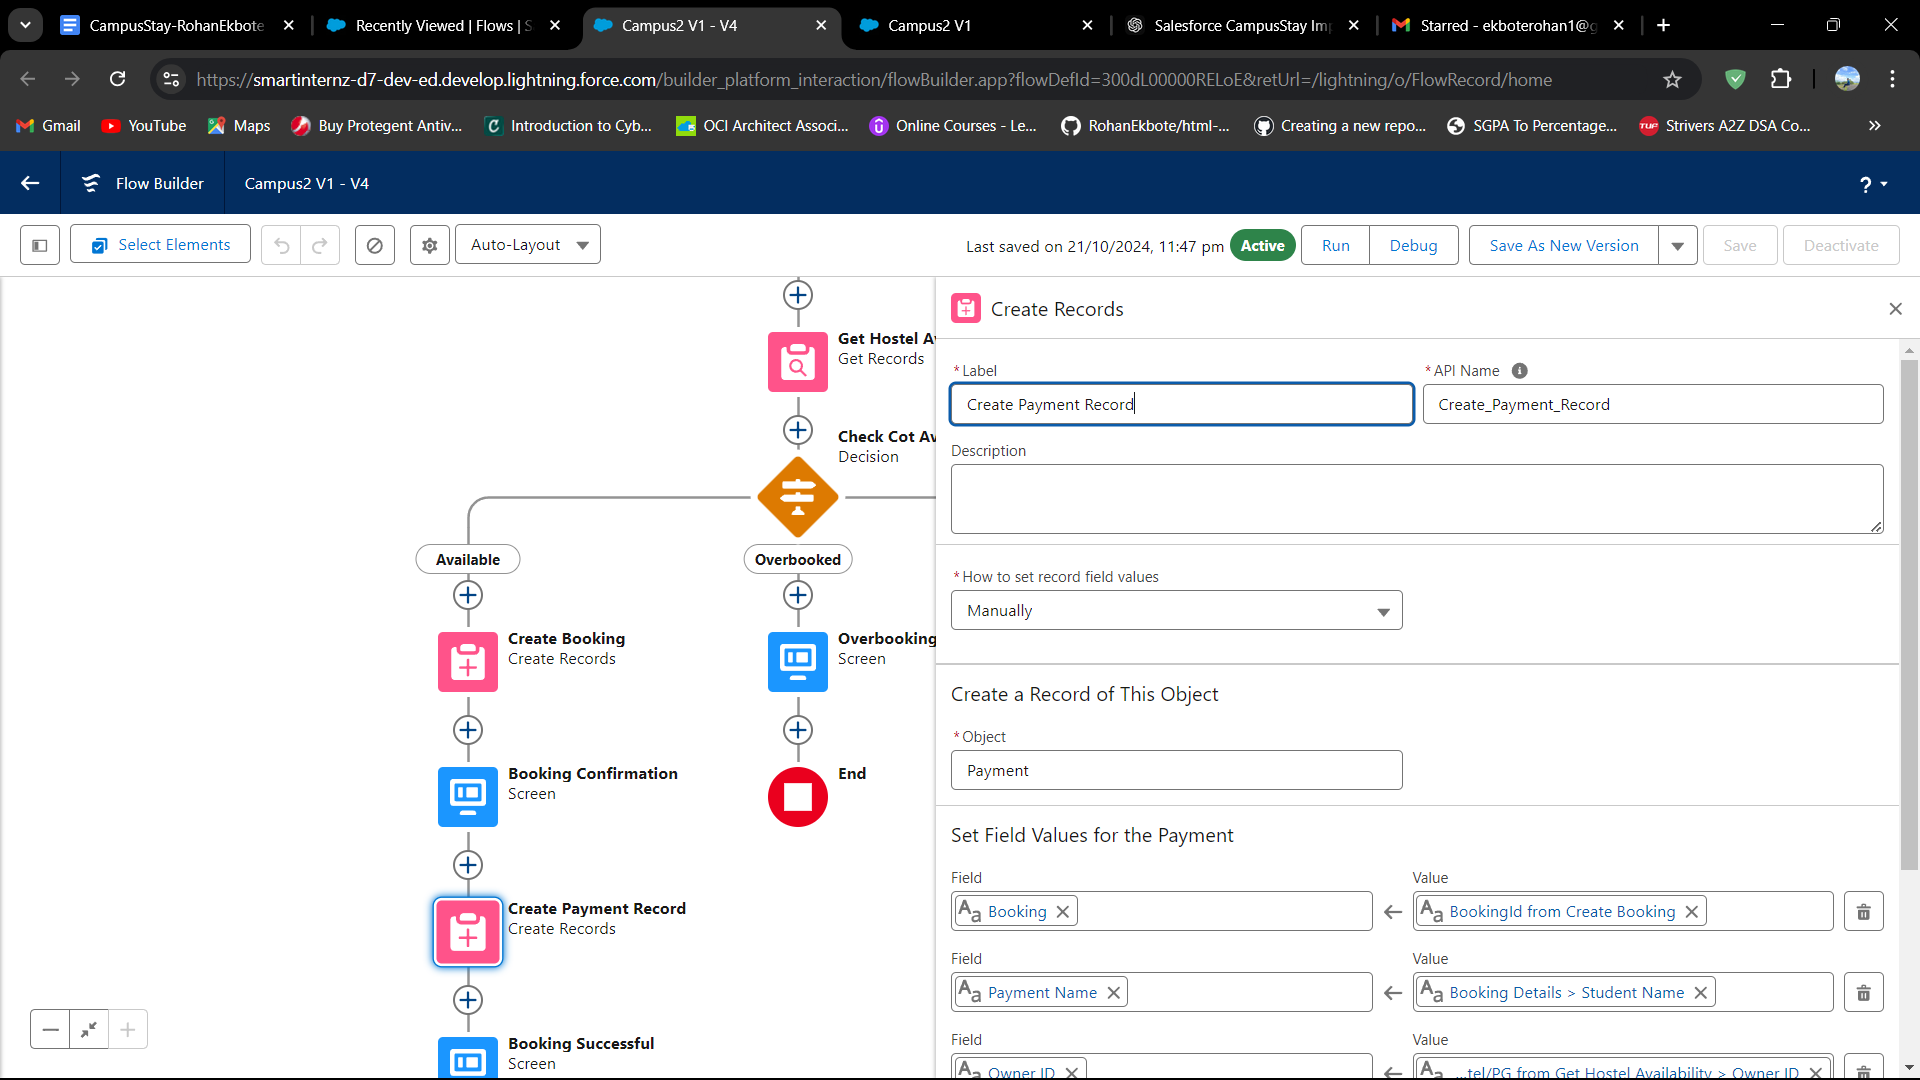 CampusStay-RohanEkbote
Recently Viewed | Flows | S
Campus2 V1 - V4
Campus2 V1
Salesforce CampusStay Imp
Starred - ekboterohan1@g
https://smartinternz-d7-dev-ed.develop.lightning.force.com/builder_platform_interaction/flowBuilder.app?flowDefId=300dL00000RELoE&retUrl=/lightning/o/FlowRecord/home
Gmail
YouTube
Maps
Buy Protegent Antiv...
Introduction to Cyb...
OCI Architect Associ...
Online Courses - Le...
RohanEkbote/html-...
Creating a new repo...
SGPA To Percentage...
Strivers A2Z DSA Co...
Flow Builder
Campus2 V1 - V4
?
Select Elements
Auto-Layout
Last saved on 21/10/2024, 11:47 pm
Active
Run
Debug
Save As New Version
Save
Deactivate
Get Hostel Av
Get Records
Check Cot Av
Decision
Available
Overbooked
Create Booking
Create Records
Overbooking
Screen
Booking Confirmation
Screen
End
Create Payment Record
Create Records
Booking Successful
Screen
Create Records
* Label
Create Payment Record
* API Name
Create_Payment_Record
Description
* How to set record field values
Manually
Create a Record of This Object
* Object
Payment
Set Field Values for the Payment
Field
Value
Aa Booking
Aa BookingId from Create Booking
Field
Value
Aa Payment Name
Aa Booking Details > Student Name
Field
Value
Aa Owner ID
Aa ...tel/PG from Get Hostel Availability > Owner ID